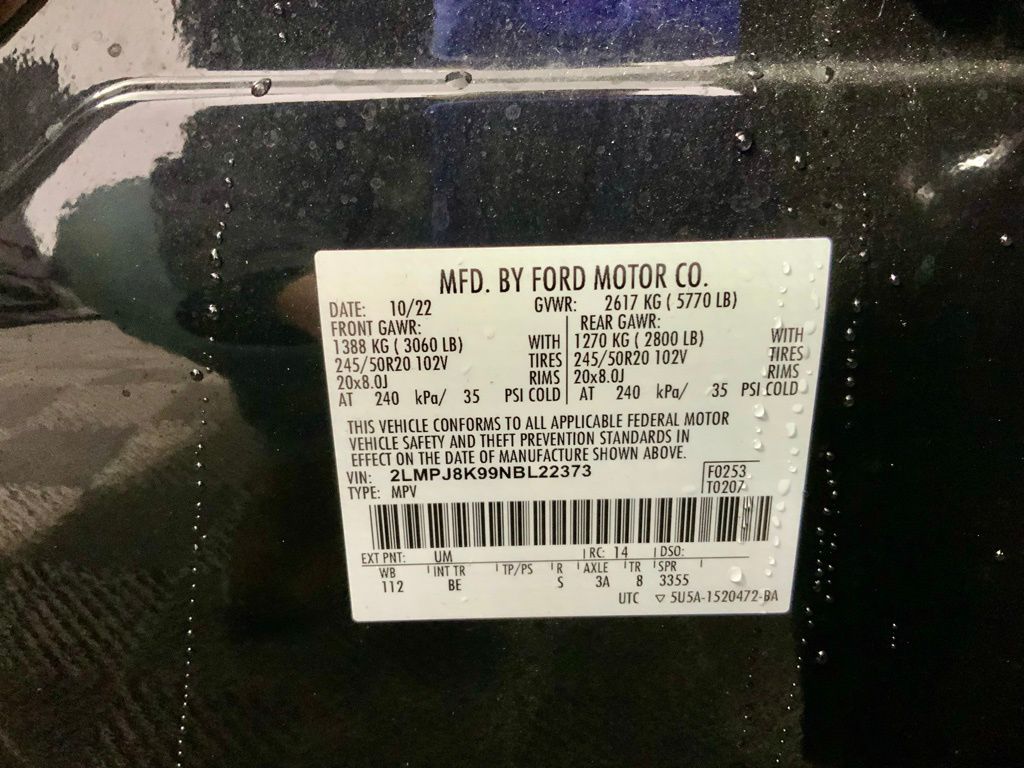 MFD. BY FORD MOTOR CO.
DATE: 10/22 GVWR: 2617 KG ( 5770 LB)
FRONT GAWR: REAR GAWR:
1388 KG ( 3060 LB) WITH 1270 KG ( 2800 LB) WITH
245/50R20 102V TIRES 245/50R20 102V TIRES
20x8.0J RIMS 20x8.0J RIMS
AT 240 kPa/ 35 PSI COLD AT 240 kPa/ 35 PSI COLD
THIS VEHICLE CONFORMS TO ALL APPLICABLE FEDERAL MOTOR
VEHICLE SAFETY AND THEFT PREVENTION STANDARDS IN
EFFECT ON THE DATE OF MANUFACTURE SHOWN ABOVE.
VIN: 2LMPJ8K99NBL22373 F0253
TYPE: MPV T0207
EXT PNT: UM RC: 14 DSO:
WB INT TR TP/PS R AXLE TR SPR
112 BE S 3A 8 3355
UTC ▽ 5U5A-1520472-BA